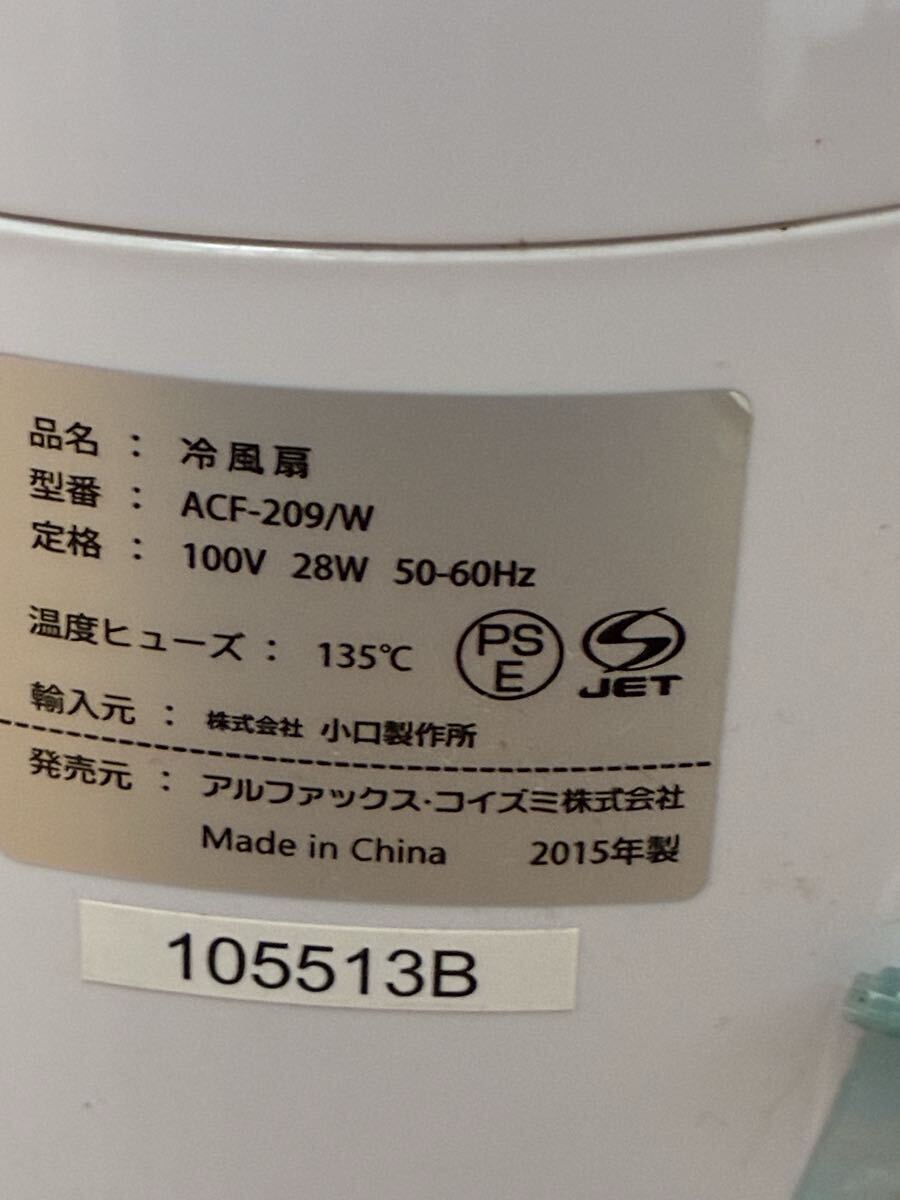 品名 : 冷風扇
型番 : ACF-209/W
定格 : 100V 28W 50-60Hz
温度ヒューズ : 135℃
PS
E
JET
輸入元 : 株式会社 小口製作所
発売元 : アルファックス・コイズミ株式会社
Made in China 2015年製
105513B